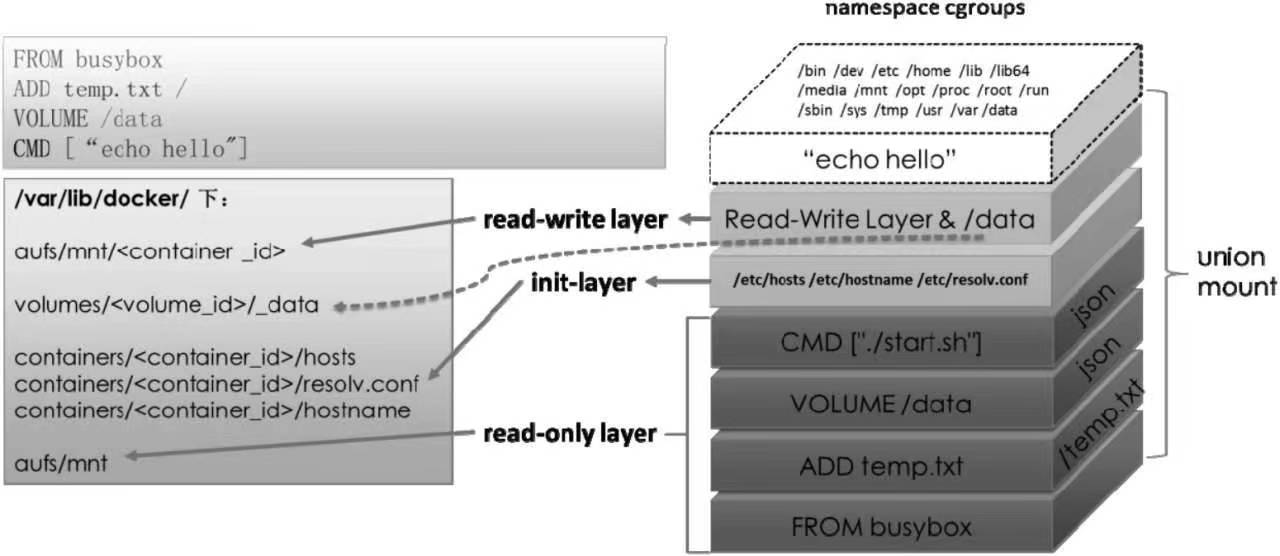 namespace cgroups
FROM busybox
ADD temp.txt /
VOLUME /data
CMD [ “echo hello"]
/var/lib/docker/ 下：
aufs/mnt/<container _id>
volumes/<volume_id>/_data
containers/<container_id>/hosts
containers/<container_id>/resolv.conf
containers/<container_id>/hostname
aufs/mnt
read-write layer
init-layer
read-only layer
/bin /dev /etc /home /lib /lib64
/media /mnt /opt /proc /root /run
/sbin /sys /tmp /usr /var /data
“echo hello”
Read-Write Layer & /data
/etc/hosts /etc/hostname /etc/resolv.conf
CMD ["./start.sh"]
json
VOLUME /data
json
ADD temp.txt
/temp.txt
FROM busybox
union
mount